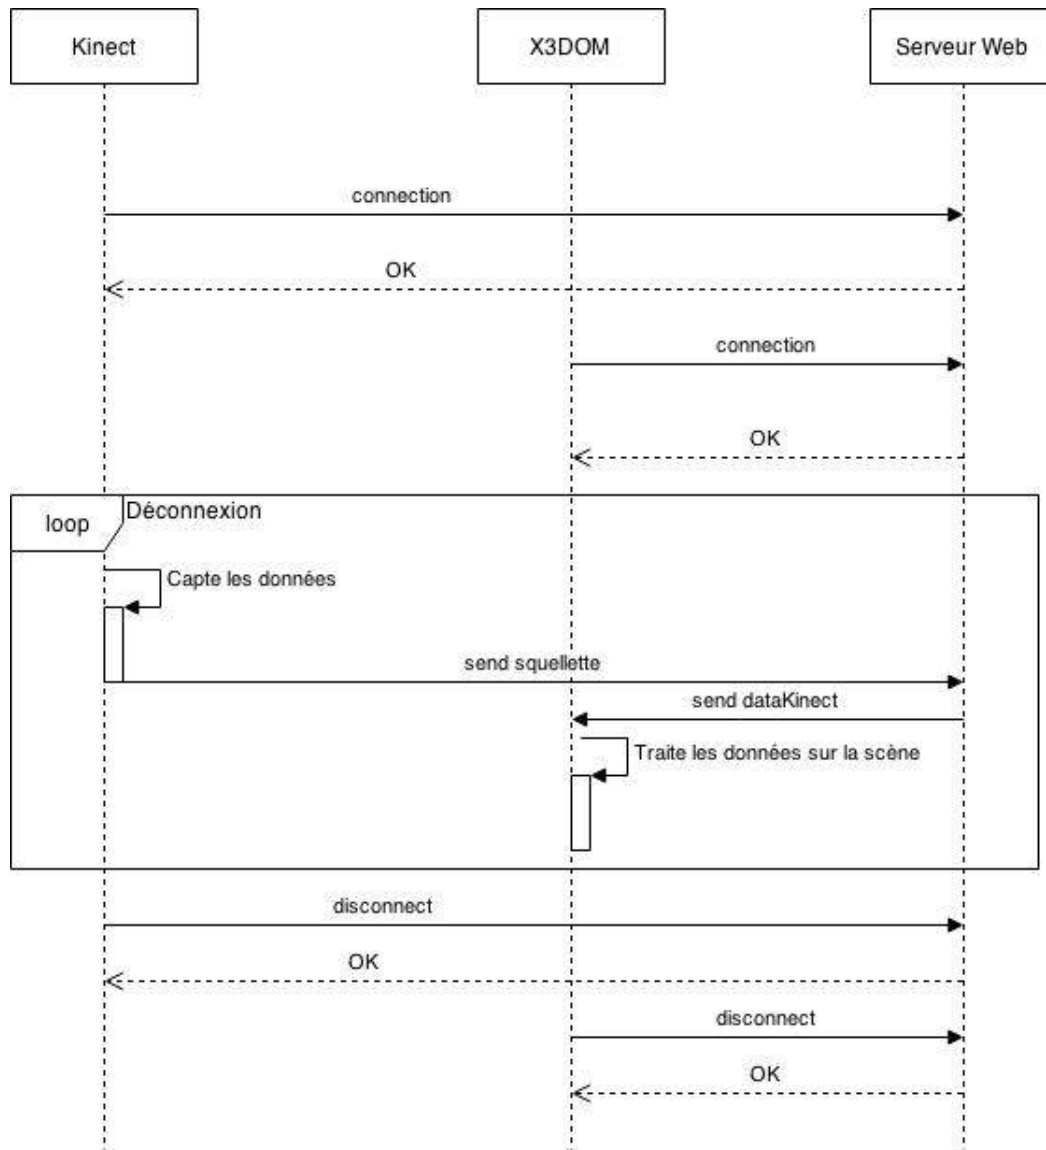 Kinect
X3DOM
Serveur Web
connection
OK
connection
OK
loop
Déconnexion
Capte les données
send squellette
send dataKinect
Traite les données sur la scène
disconnect
OK
disconnect
OK